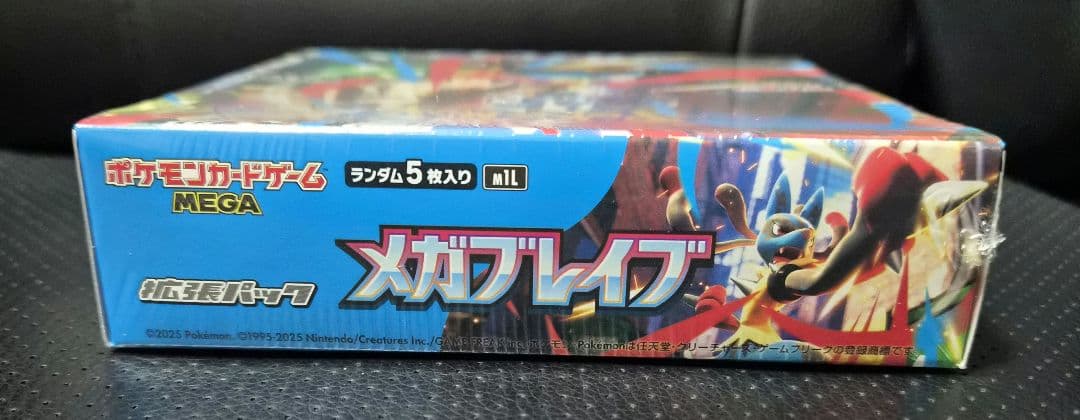 ポケモンカードゲーム
MEGA
ランダム5枚入り
m1L
メガブレイブ
拡張パック
©2025 Pokémon. ©1995-2025 Nintendo/Creatures Inc./GAME FREAK inc. ポケモン・Pokémonは任天堂・クリーチャーズ・ゲームフリークの登録商標です。